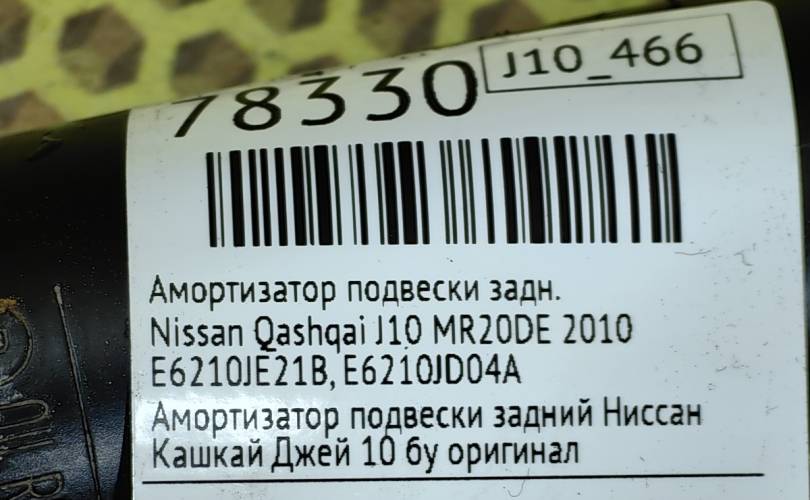 78330
J10_466
Амортизатор подвески задн.
Nissan Qashqai J10 MR20DE 2010
E6210JE21B, E6210JD04A
Амортизатор подвески задний Ниссан
Кашкай Джей 10 бу оригинал